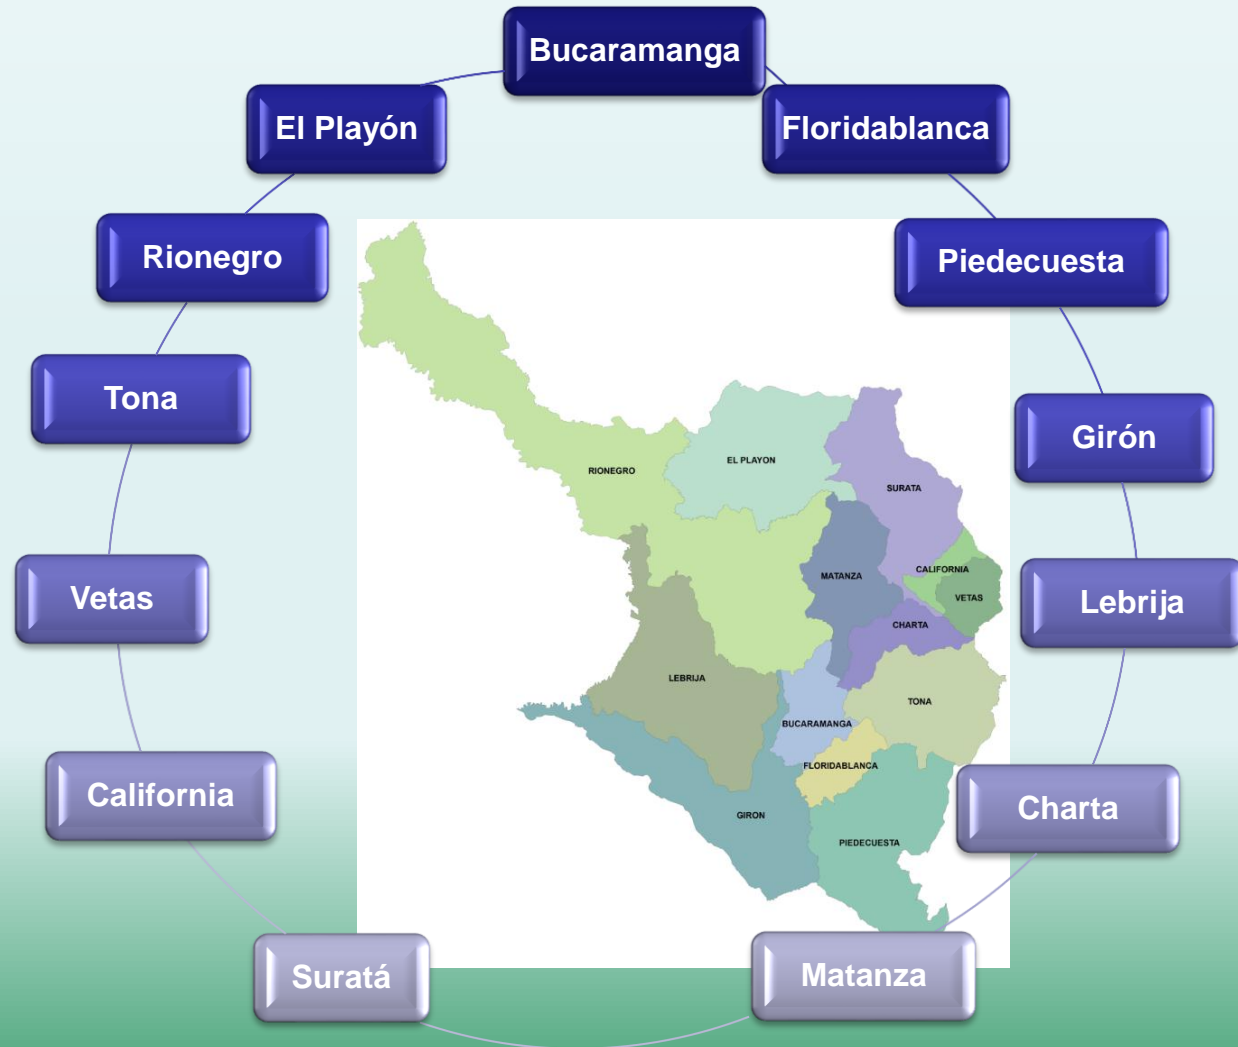 Bucaramanga
El Playón
Floridablanca
Rionegro
Piedecuesta
Tona
Girón
Vetas
Lebrija
California
Charta
Suratá
Matanza
RIONEGRO
EL PLAYON
SURATA
MATANZA
CALIFORNIA
VETAS
CHARTA
LEBRIJA
TONA
BUCARAMANGA
FLORIDABLANCA
GIRON
PIEDECUESTA